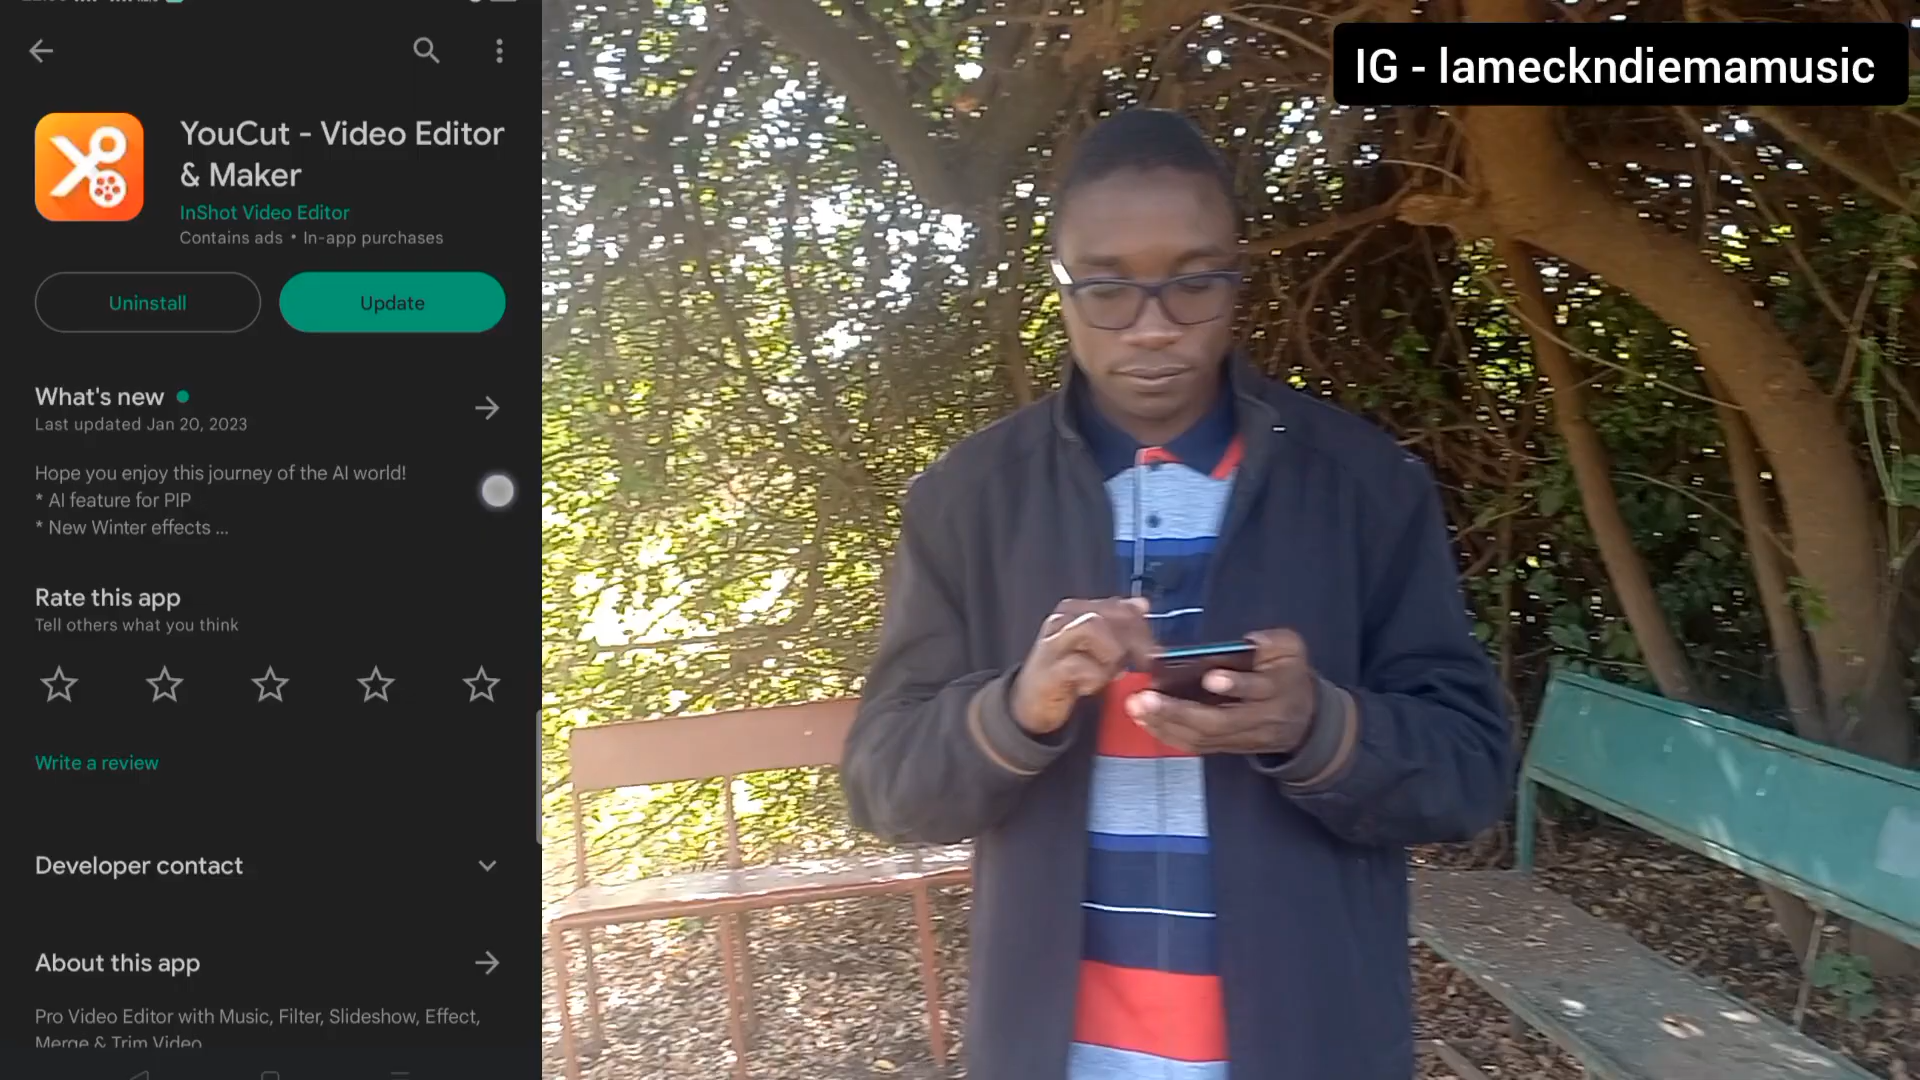 IG - lameckndiemamusic
YouCut - Video Editor
& Maker
InShot Video Editor
Contains ads • In-app purchases
Uninstall
Update
What's new
Last updated Jan 20, 2023
Hope you enjoy this journey of the AI world!
* AI feature for PIP
* New Winter effects ...
Rate this app
Tell others what you think
Write a review
Developer contact
About this app
Pro Video Editor with Music, Filter, Slideshow, Effect,
Merge & Trim Video